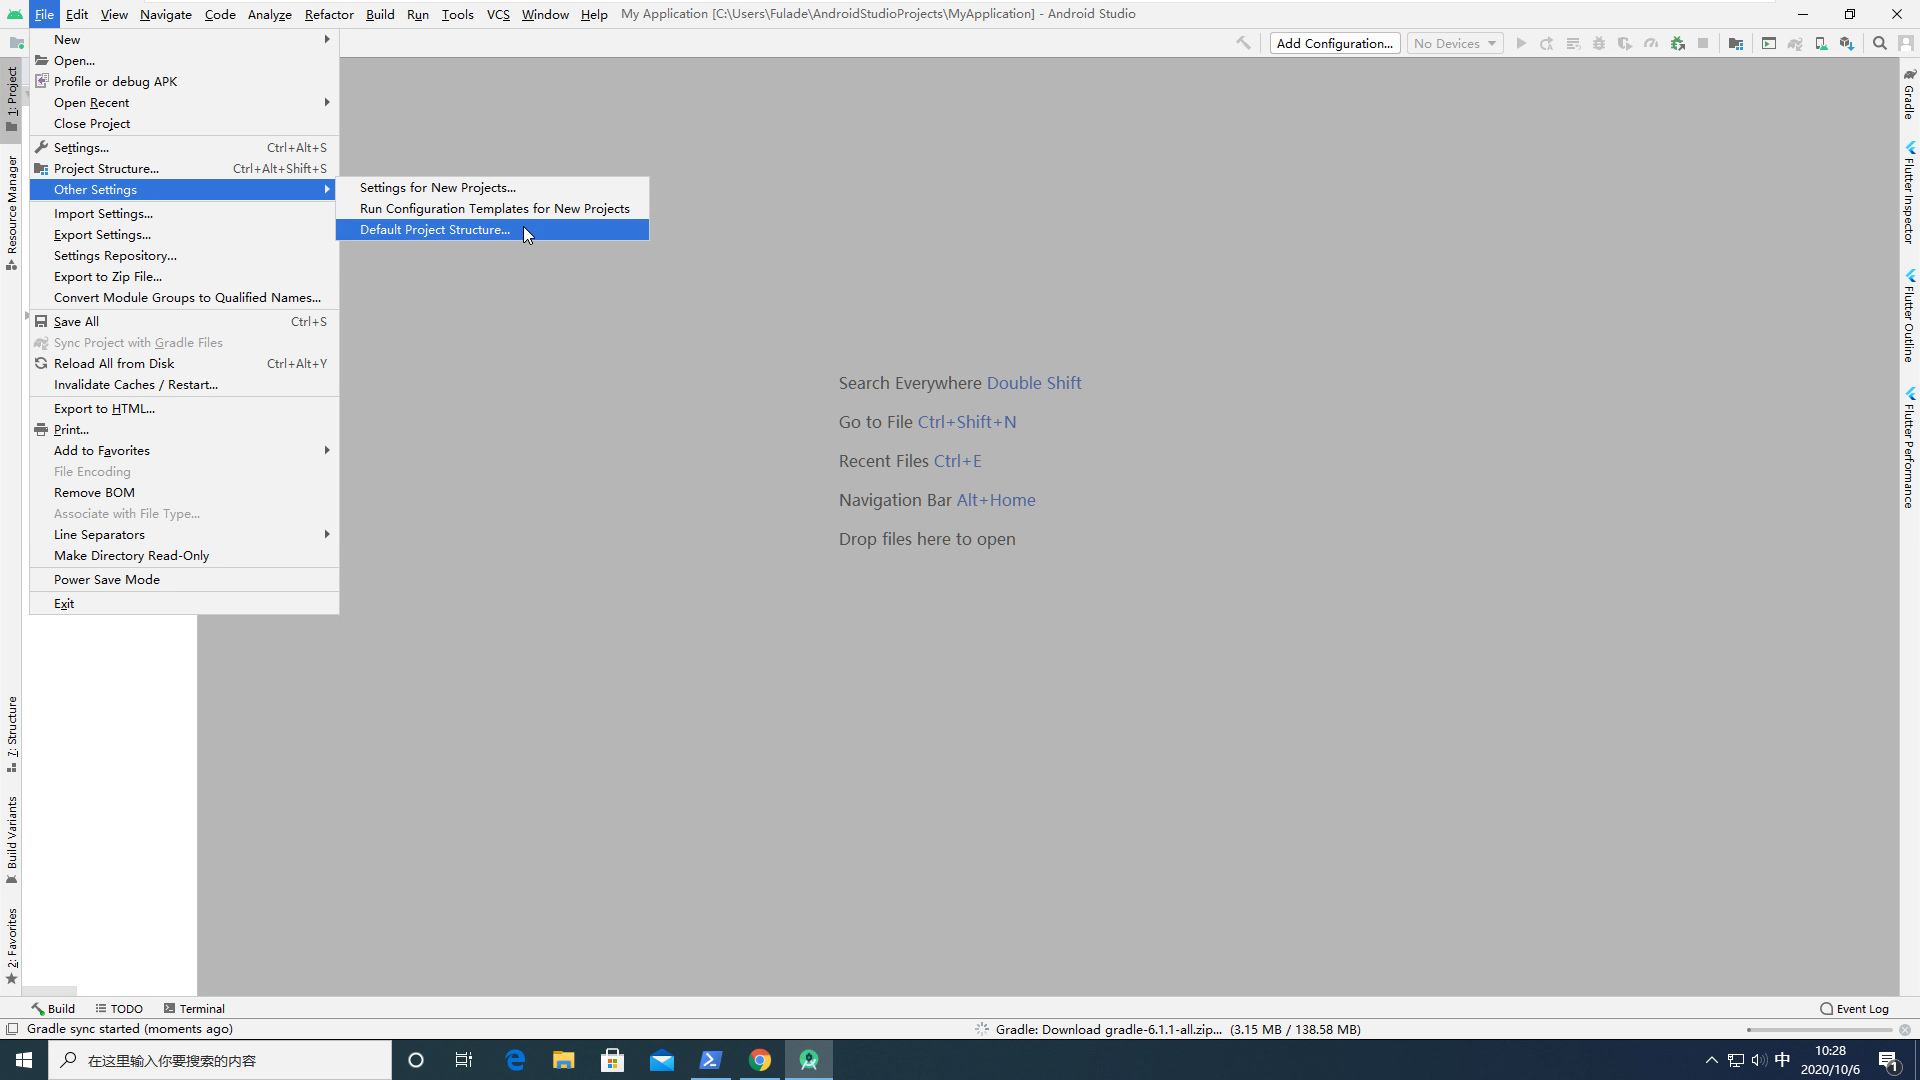 File Edit View Navigate Code Analyze Refactor Build Run Tools VCS Window Help My Application [C:\Users\Fulade\AndroidStudioProjects\MyApplication] - Android Studio
Add Configuration... No Devices
New
Open...
Profile or debug APK
Open Recent
Close Project
Settings... Ctrl+Alt+S
Project Structure... Ctrl+Alt+Shift+S
Other Settings
Import Settings...
Export Settings...
Settings Repository...
Export to Zip File...
Convert Module Groups to Qualified Names...
Save All Ctrl+S
Sync Project with Gradle Files
Reload All from Disk Ctrl+Alt+Y
Invalidate Caches / Restart...
Export to HTML...
Print...
Add to Favorites
File Encoding
Remove BOM
Associate with File Type...
Line Separators
Make Directory Read-Only
Power Save Mode
Exit
Settings for New Projects...
Run Configuration Templates for New Projects
Default Project Structure...
1: Project
Resource Manager
7: Structure
Build Variants
2: Favorites
Search Everywhere Double Shift
Go to File Ctrl+Shift+N
Recent Files Ctrl+E
Navigation Bar Alt+Home
Drop files here to open
Gradle
Flutter Inspector
Flutter Outline
Flutter Performance
Build TODO Terminal Event Log
Gradle sync started (moments ago) Gradle: Download gradle-6.1.1-all.zip... (3.15 MB / 138.58 MB)
在这里输入你要搜索的内容
中
10:28
2020/10/6
1